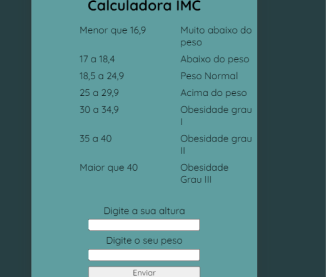 Calculadora IMC
Menor que 16,9 Muito abaixo do
peso
17 a 18,4 Abaixo do peso
18,5 a 24,9 Peso Normal
25 a 29,9 Acima do peso
30 a 34,9 Obesidade grau
I
35 a 40 Obesidade grau
II
Maior que 40 Obesidade
Grau III
Digite a sua altura
Digite o seu peso
Enviar